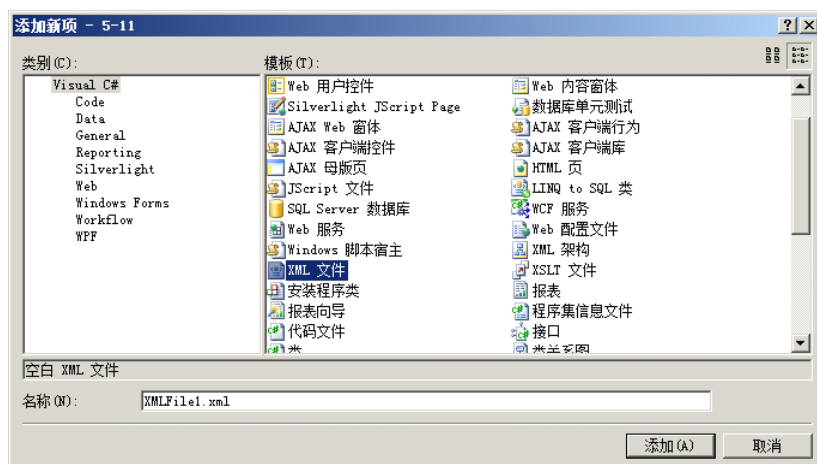 添加新项 - 5-11
类别(C):
模板(T):
Visual C#
Code
Data
General
Reporting
Silverlight
Web
Windows Forms
Workflow
WPF
Web 用户控件
Web 内容窗体
Silverlight JScript Page
数据库单元测试
AJAX Web 窗体
AJAX 客户端行为
AJAX 客户端控件
AJAX 客户端库
AJAX 母版页
HTML 页
JScript 文件
LINQ to SQL 类
SQL Server 数据库
WCF 服务
Web 服务
Web 配置文件
Windows 脚本宿主
XML 架构
XML 文件
XSLT 文件
安装程序类
报表
报表向导
程序集信息文件
代码文件
接口
类
类关系图
空白 XML 文件
名称(N):
XMLFile1.xml
添加(A)
取消